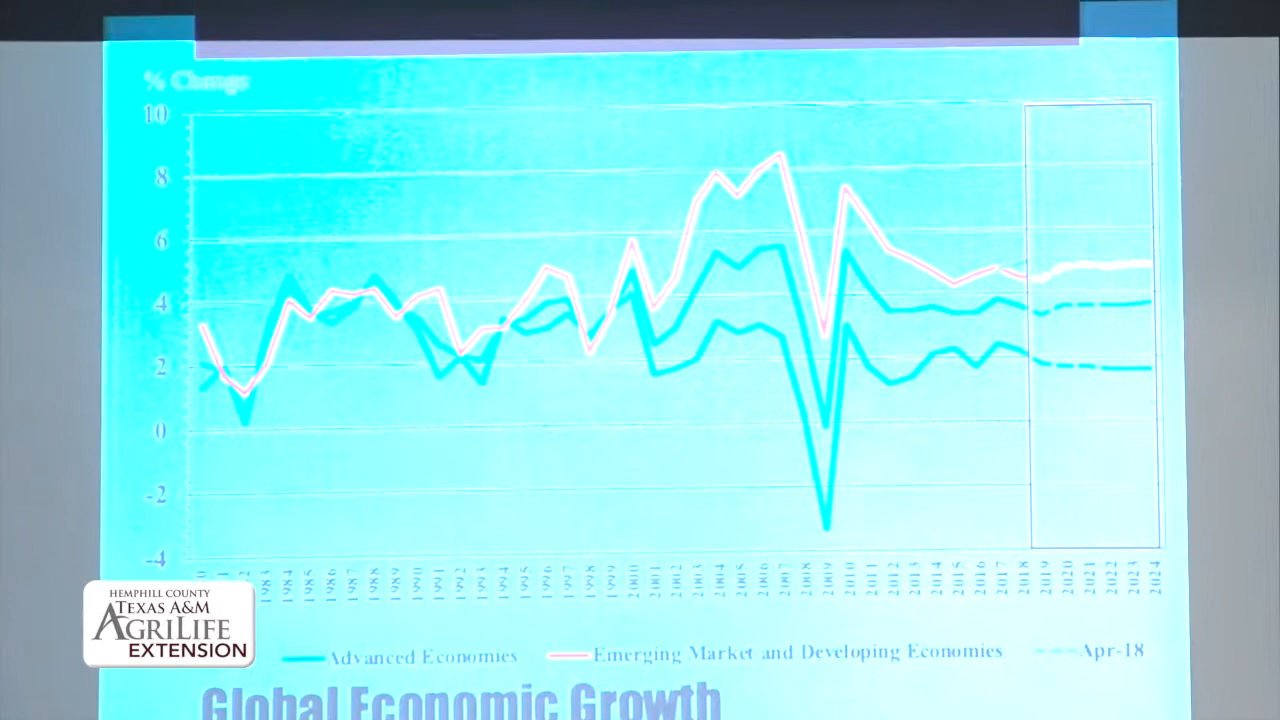 % Change
10
8
6
4
2
0
-2
-4
1983 1984 1985 1986 1987 1988 1989 1990 1991 1992 1993 1994 1995 1996 1997 1998 1999 2000 2001 2002 2003 2004 2005 2006 2007 2008 2009 2010 2011 2012 2013 2014 2015 2016 2017 2018 2019 2020 2021 2022 2023 2024
HEMPHILL COUNTY
TEXAS A&M
AGRILIFE
EXTENSION
Advanced Economies Emerging Market and Developing Economies Apr-18
Global Economic Growth